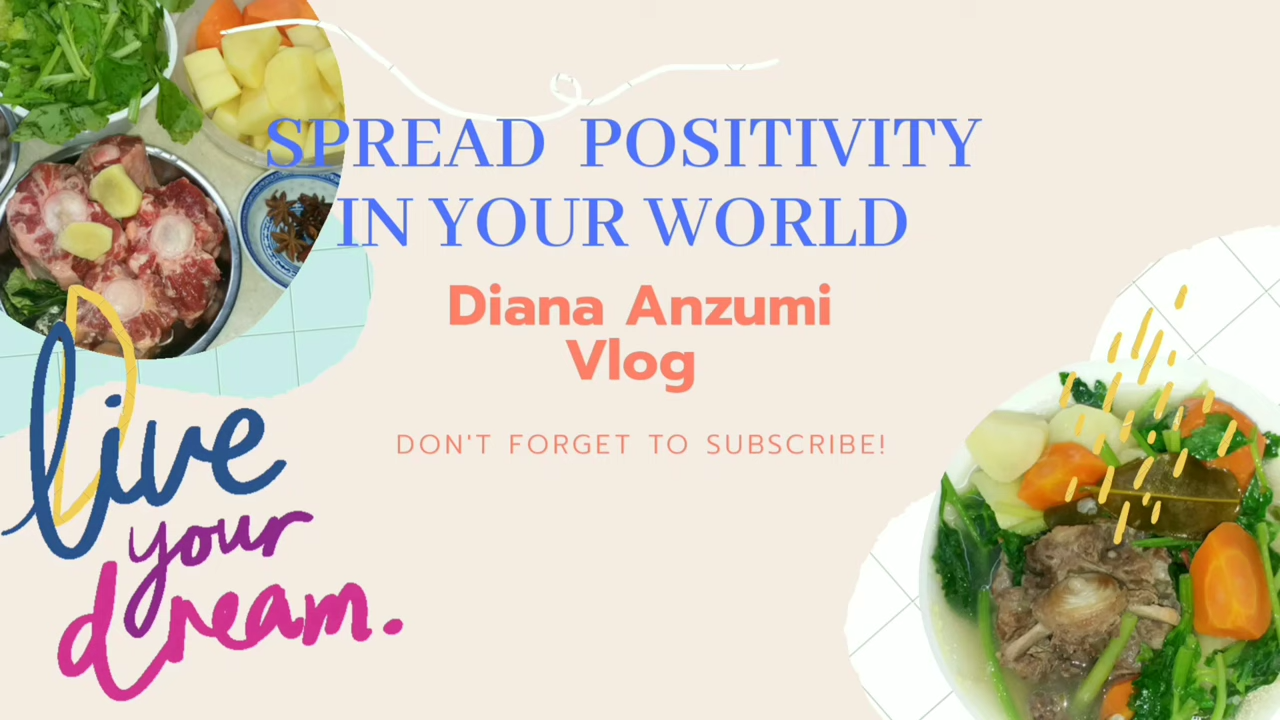 SPREAD POSITIVITY
IN YOUR WORLD
Diana Anzumi
Vlog
DON'T FORGET TO SUBSCRIBE!
live
your
dream.